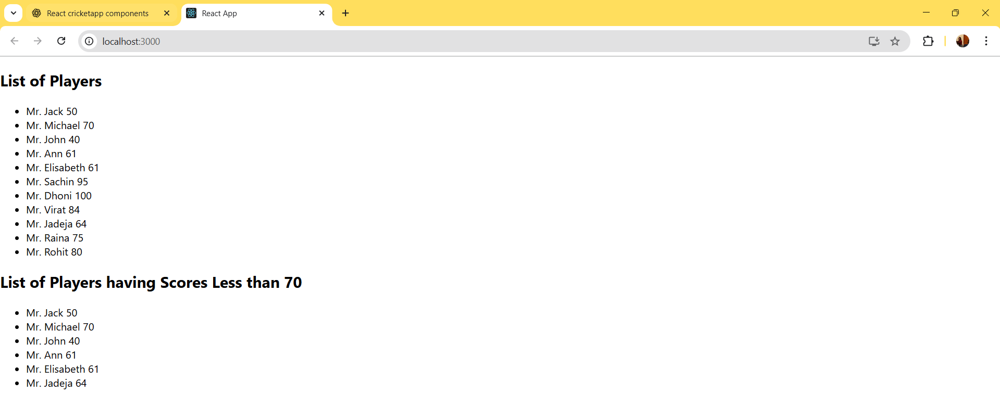 React cricketapp components
React App
localhost:3000
List of Players
Mr. Jack 50
Mr. Michael 70
Mr. John 40
Mr. Ann 61
Mr. Elisabeth 61
Mr. Sachin 95
Mr. Dhoni 100
Mr. Virat 84
Mr. Jadeja 64
Mr. Raina 75
Mr. Rohit 80
List of Players having Scores Less than 70
Mr. Jack 50
Mr. Michael 70
Mr. John 40
Mr. Ann 61
Mr. Elisabeth 61
Mr. Jadeja 64